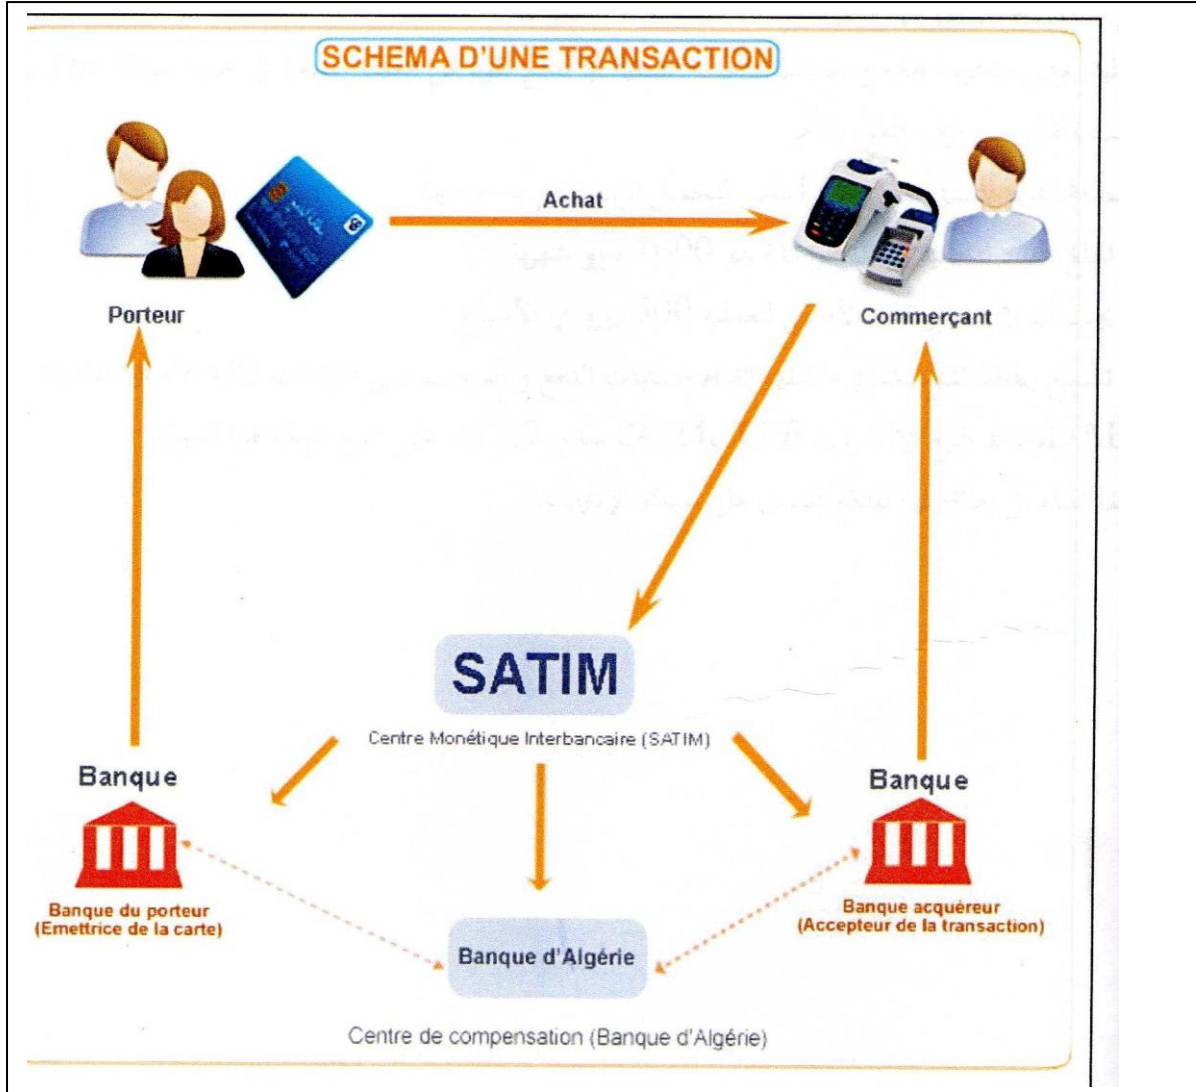 SCHEMA D'UNE TRANSACTION
Achat
Porteur
Commerçant
SATIM
Centre Monétique Interbancaire (SATIM)
Banque
Banque
Banque du porteur
(Emettrice de la carte)
Banque acquéreur
(Accepteur de la transaction)
Banque d'Algérie
Centre de compensation (Banque d'Algérie)